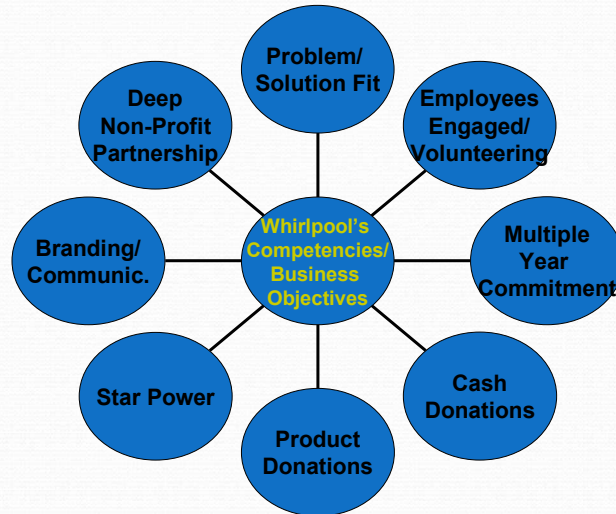 Problem/
Solution Fit
Employees
Engaged/
Volunteering
Multiple
Year
Commitment
Cash
Donations
Product
Donations
Star Power
Branding/
Communic.
Deep
Non-Profit
Partnership
Whirlpool's
Competencies/
Business
Objectives